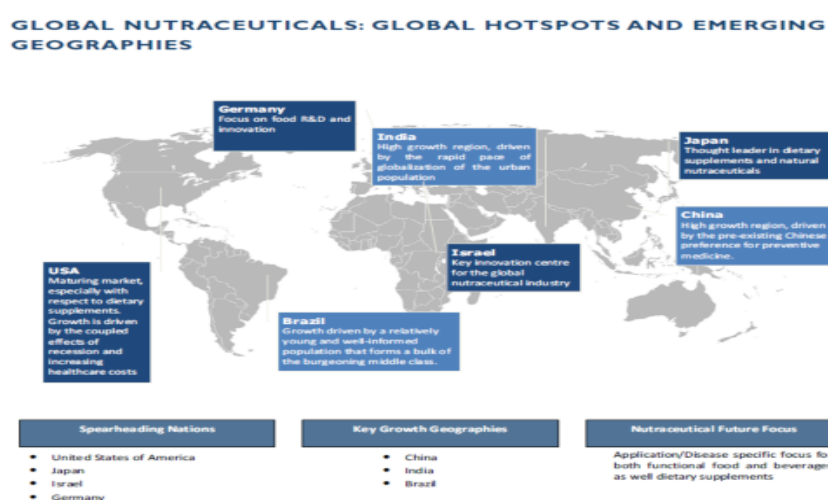 GLOBAL NUTRACEUTICALS: GLOBAL HOTSPOTS AND EMERGING
GEOGRAPHIES
Germany
Focus on food R&D and
innovation
India
High growth region, driven
by the rapid pace of
globalization of the urban
population
Japan
Thought leader in dietary
supplements and natural
nutraceuticals
China
High growth region, driven
by the pre-existing Chinese
preference for preventive
medicine.
Israel
Key innovation centre
for the global
nutraceutical industry
USA
Maturing market,
especially with
respect to dietary
supplements.
Growth is driven
by the coupled
effects of
recession and
increasing
healthcare costs
Brazil
Growth driven by a relatively
young and well-informed
population that forms a bulk of
the burgeoning middle class.
Spearheading Nations
• United States of America
• Japan
• Israel
• Germany
Key Growth Geographies
• China
• India
• Brazil
Nutraceutical Future Focus
Application/Disease specific focus fo
both functional food and beverage
as well dietary supplements